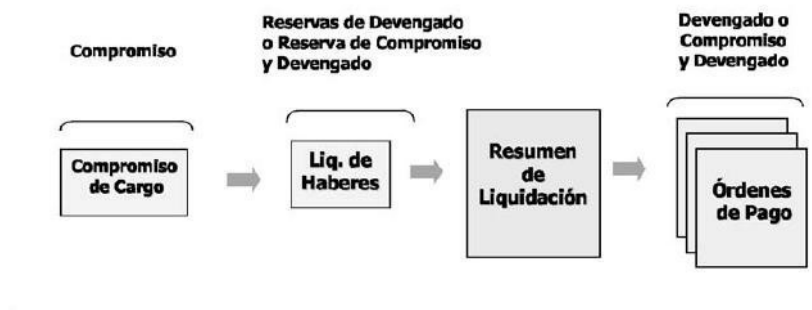 Compromiso
Reservas de Devengado
o Reserva de Compromiso
y Devengado
Devengado o
Compromiso
y Devengado
Compromiso
de Cargo
Liq. de
Haberes
Resumen
de
Liquidación
Órdenes
de Pago